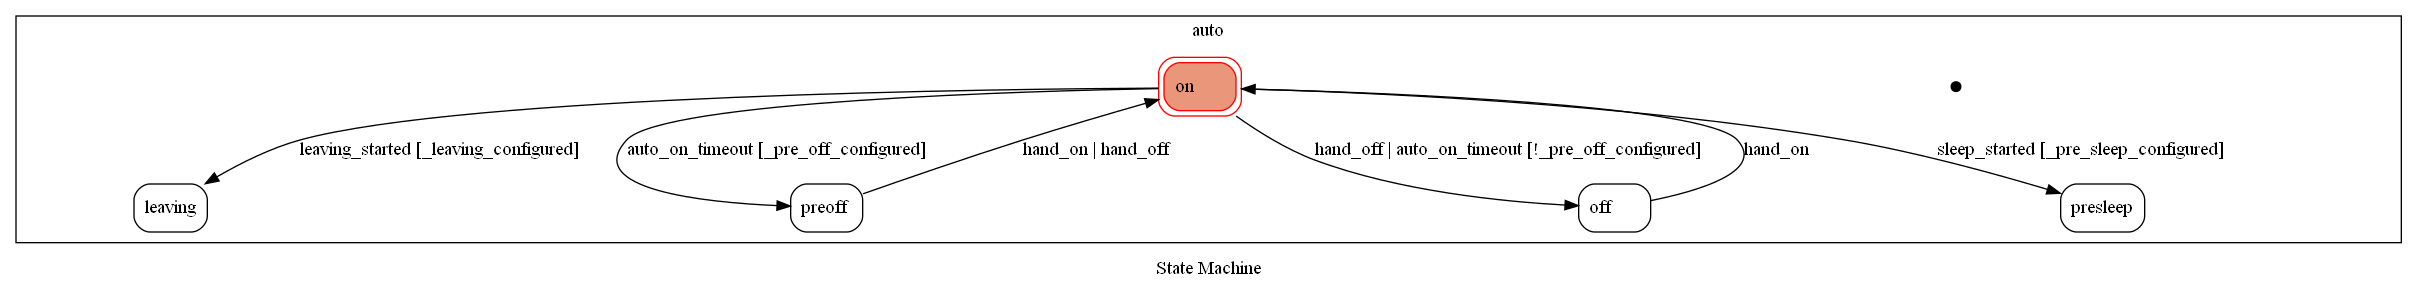 auto
on
leaving_started [_leaving_configured]
auto_on_timeout [_pre_off_configured]
hand_on | hand_off
hand_off | auto_on_timeout [!_pre_off_configured]
hand_on
sleep_started [_pre_sleep_configured]
leaving
preoff
off
presleep
State Machine